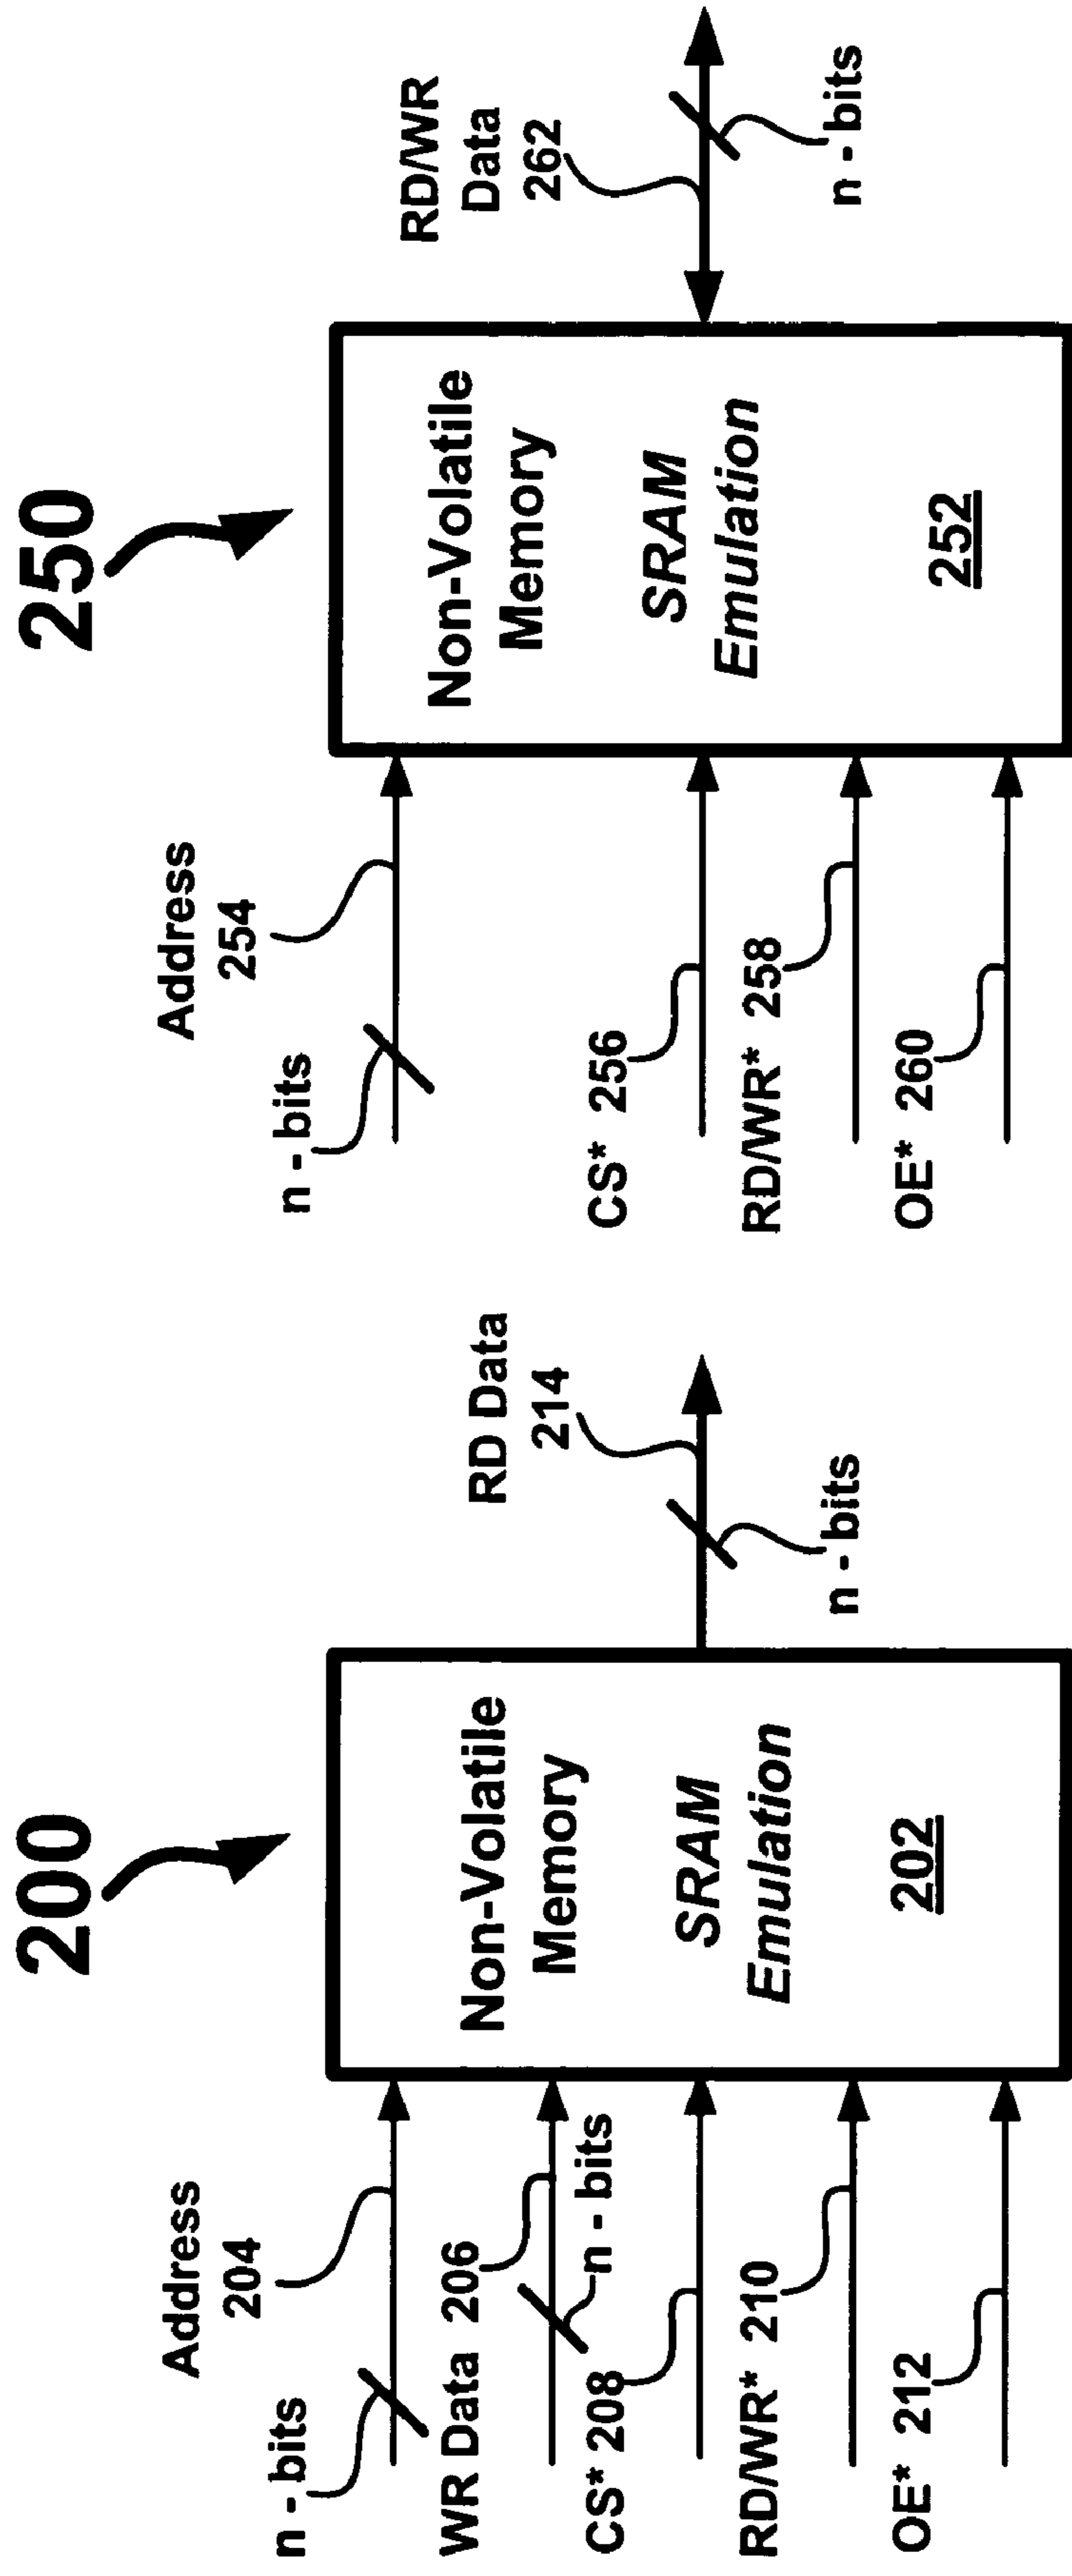 200
Address
204
n - bits
WR Data 206
n - bits
CS* 208
RD/WR* 210
OE* 212
Non-Volatile
Memory
SRAM
Emulation
202
RD Data
214
n - bits
250
Address
254
n - bits
CS* 256
RD/WR* 258
OE* 260
Non-Volatile
Memory
SRAM
Emulation
252
RD/WR
Data
262
n - bits